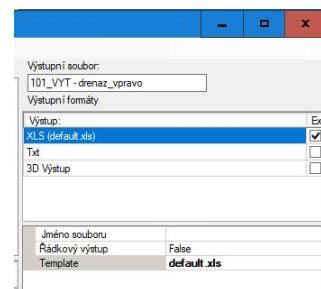 Výstupní soubor:
101_VYT - drenaz_vpravo
Výstupní formáty
Výstup: Ex
XLS (default.xls)
Txt
3D Výstup
Jméno souboru
Řádkový výstup False
Template default.xls